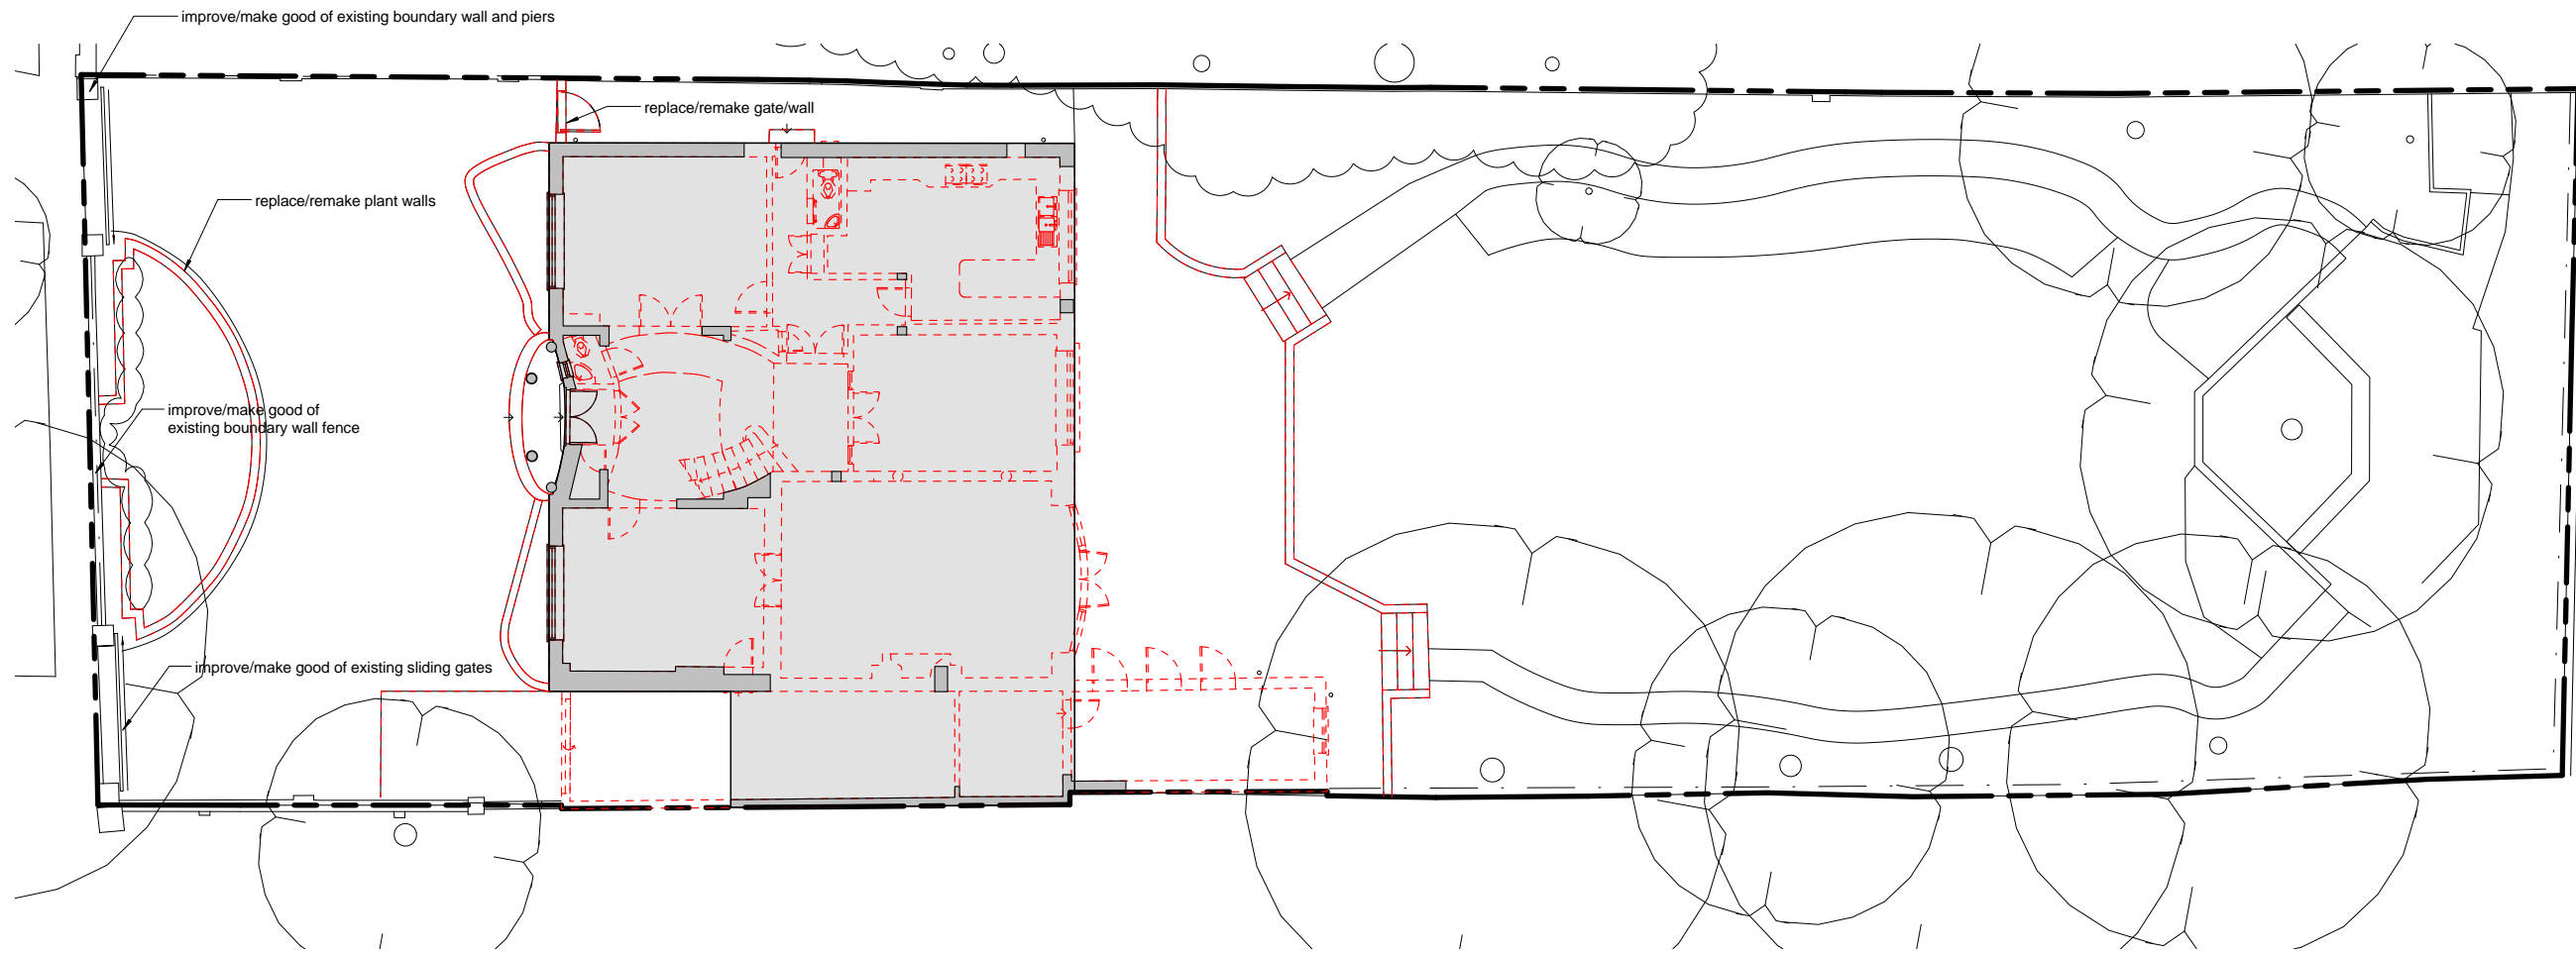 improve/make good of existing boundary wall and piers
replace/remake gate/wall
replace/remake plant walls
improve/make good of
existing boundary wall fence
improve/make good of existing sliding gates